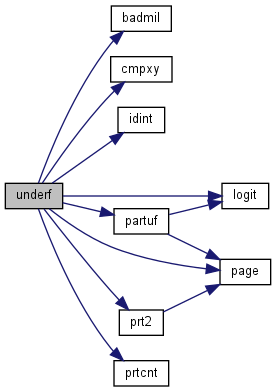 badmil
cmpxy
idint
underf
logit
partuf
page
prt2
prtcnt